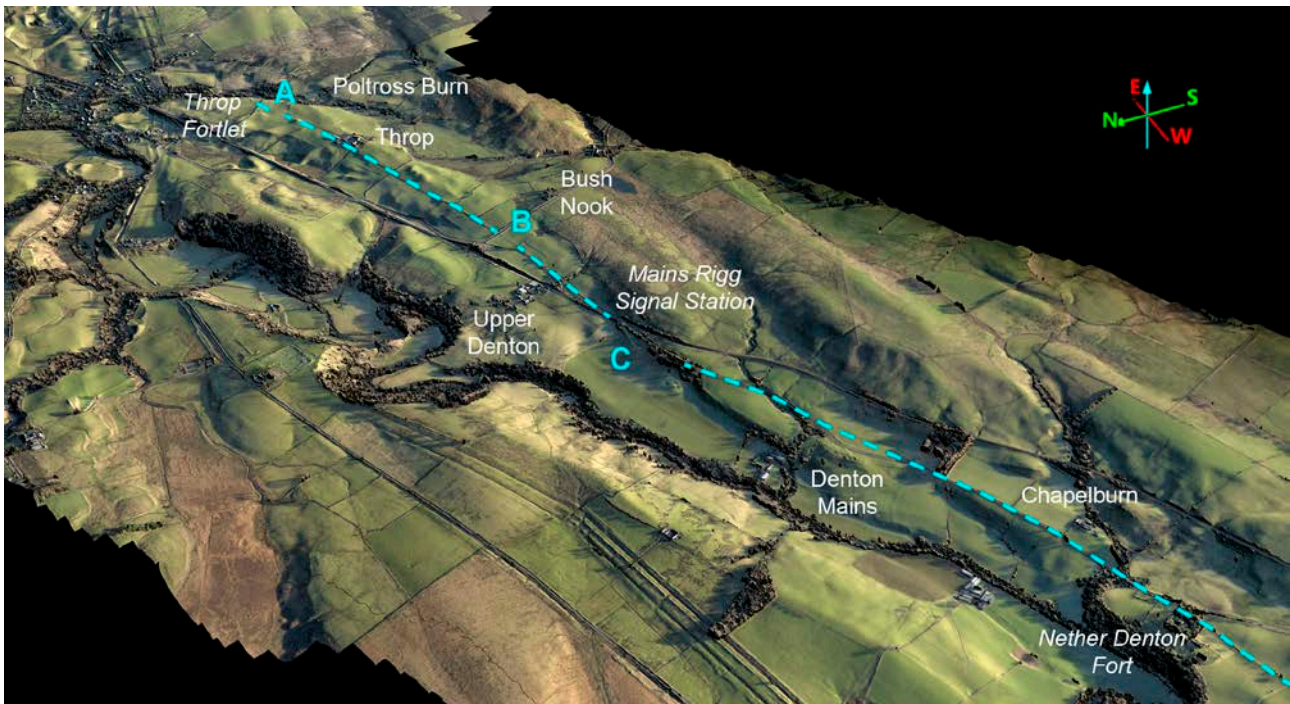 A
Poltross Burn
Throp
Fortlet
Throp
E
S
N
W
Bush
Nook
B
Mains Rigg
Signal Station
Upper
Denton
C
Denton
Mains
Chapelburn
Nether Denton
Fort